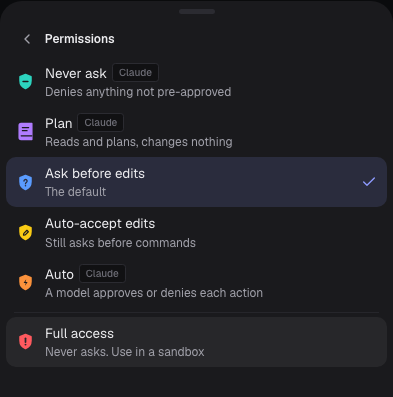 Permissions
Never ask Claude
Denies anything not pre-approved
Plan Claude
Reads and plans, changes nothing
Ask before edits
The default
Auto-accept edits
Still asks before commands
Auto Claude
A model approves or denies each action
Full access
Never asks. Use in a sandbox